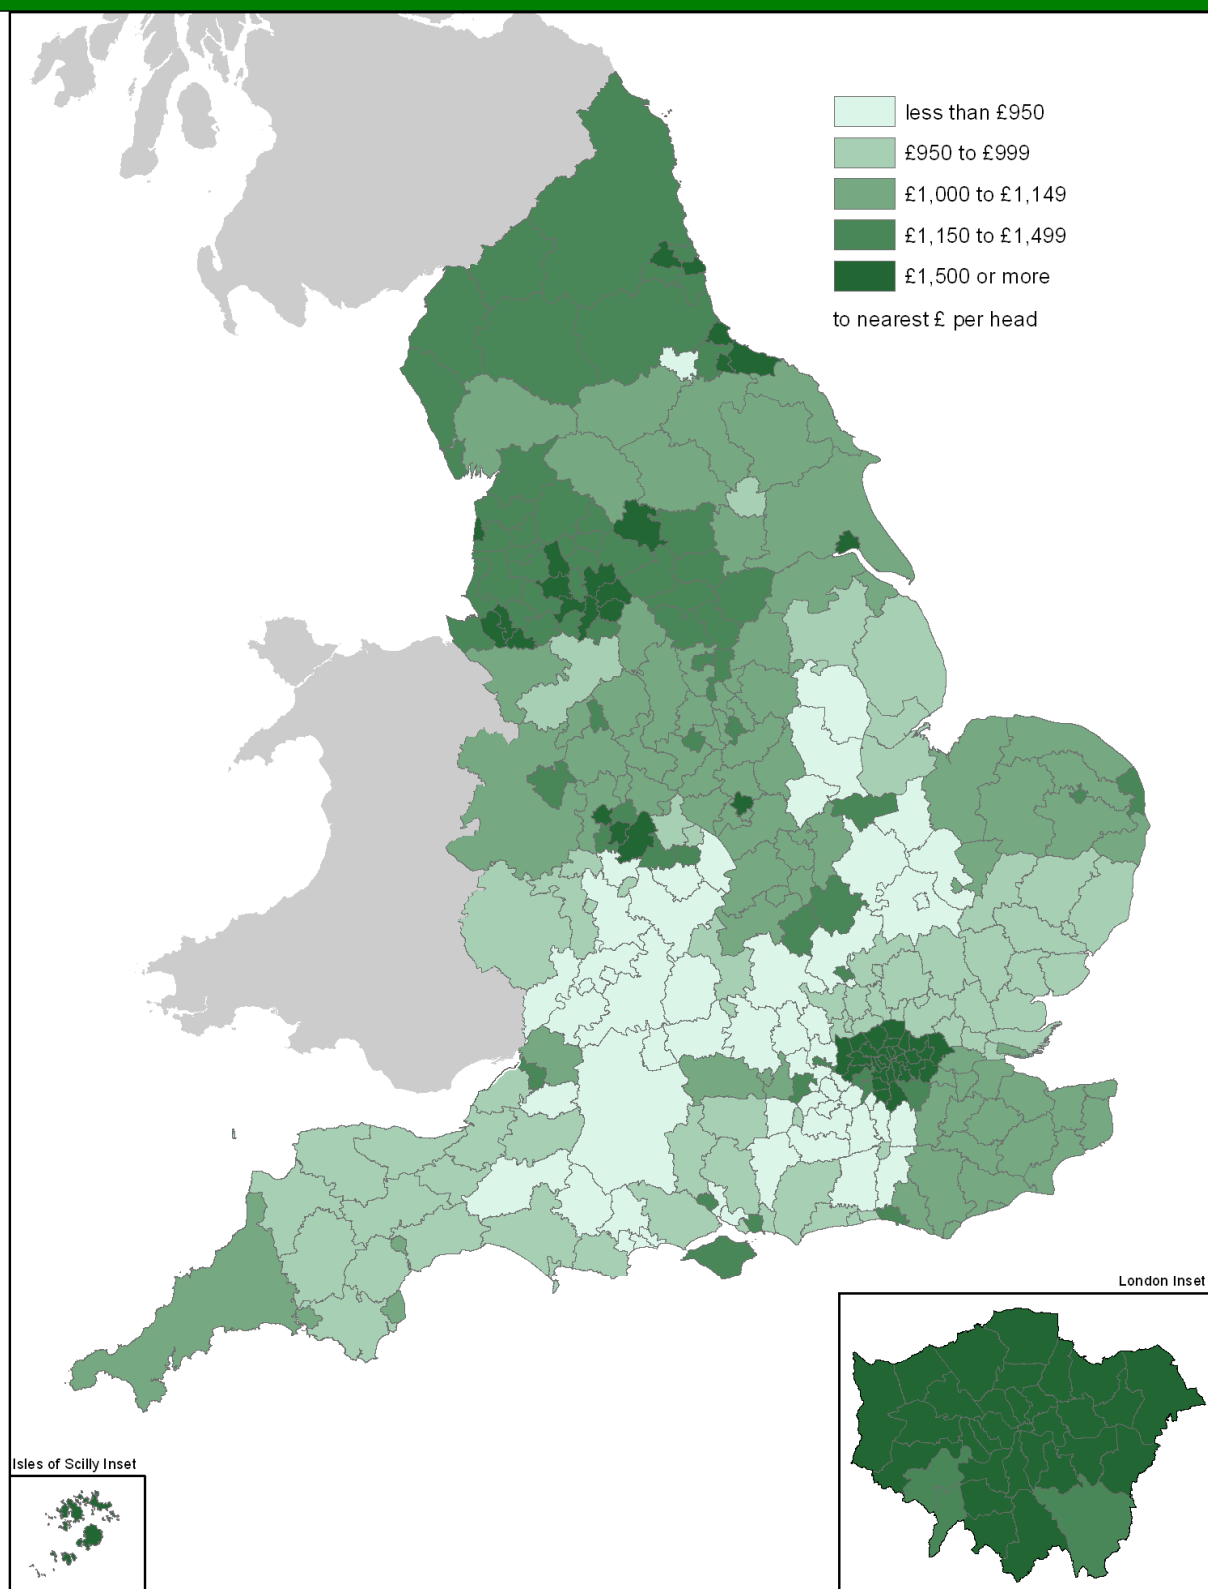 less than £950
£950 to £999
£1,000 to £1,149
£1,150 to £1,499
£1,500 or more
to nearest £ per head
London Inset
Isles of Scilly Inset